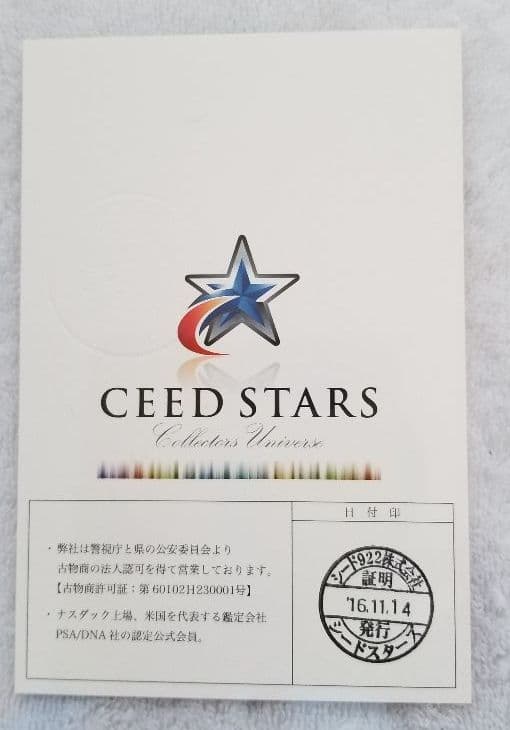 CEED STARS
Collectors Universe
・弊社は警視庁と県の公安委員会より
古物商の法人認可を得て営業しております。
【古物商許可証:第60102H230001号】
・ナスダック上場、米国を代表する鑑定会社
PSA/DNA社の認定公式会員。
日付印
シード922株式会社
証明
'16.11.14
発行
シードスターズ